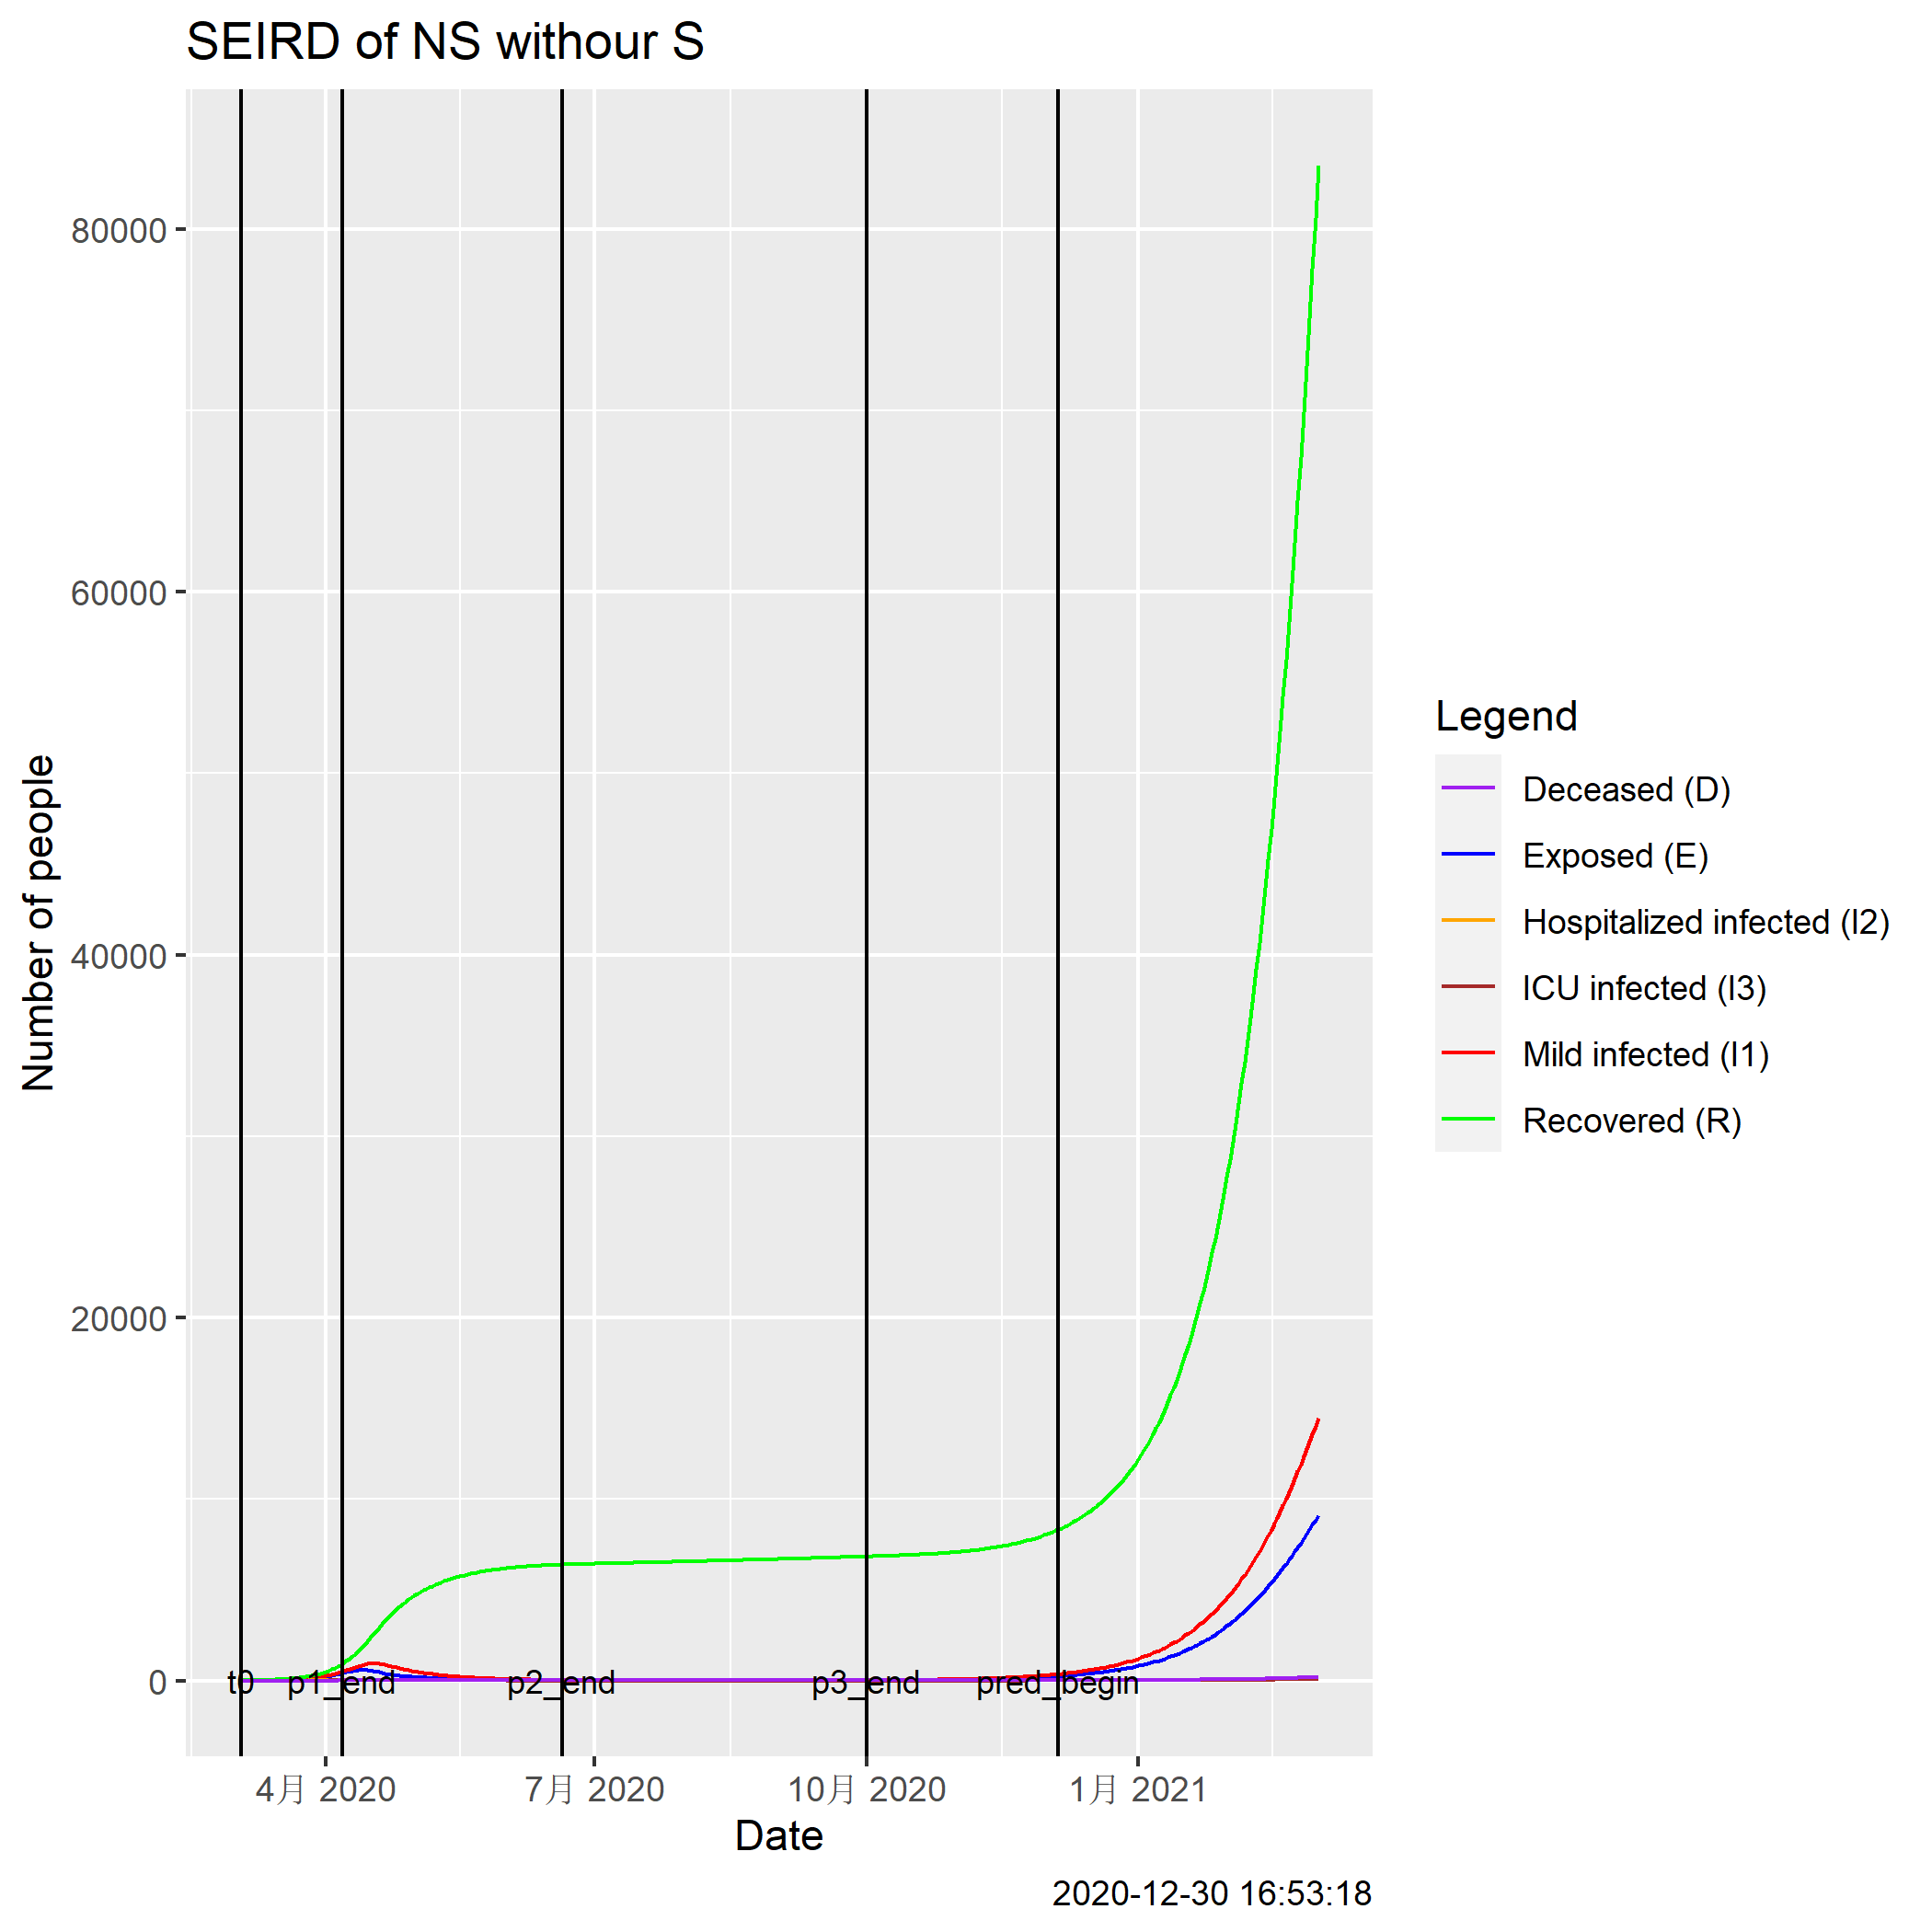 SEIRD of NS withour S
Number of people
80000
60000
40000
20000
0
t0 p1_end p2_end p3_end pred_begin
4月 2020 7月 2020 10月 2020 1月 2021
Date
Legend
Deceased (D)
Exposed (E)
Hospitalized infected (I2)
ICU infected (I3)
Mild infected (I1)
Recovered (R)
2020-12-30 16:53:18